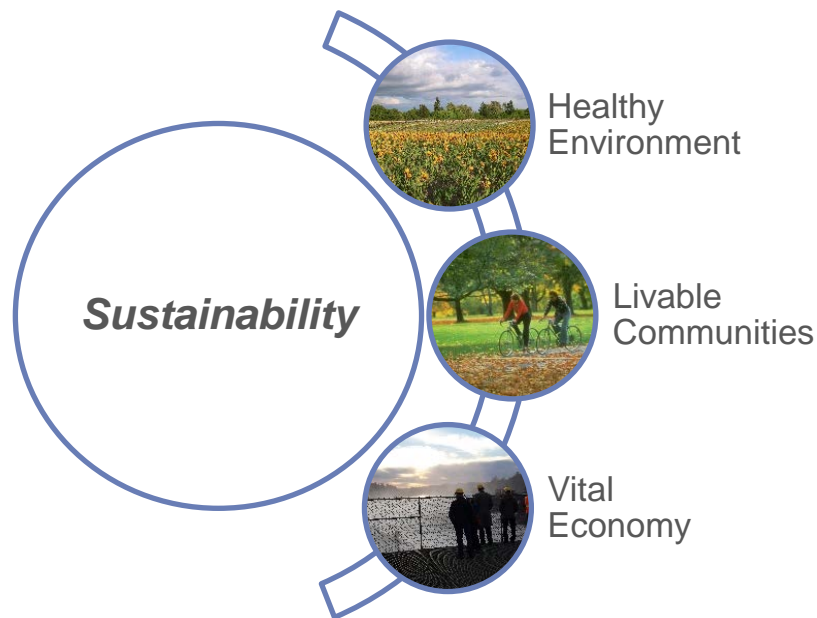 Healthy
Environment
Sustainability
Livable
Communities
Vital
Economy